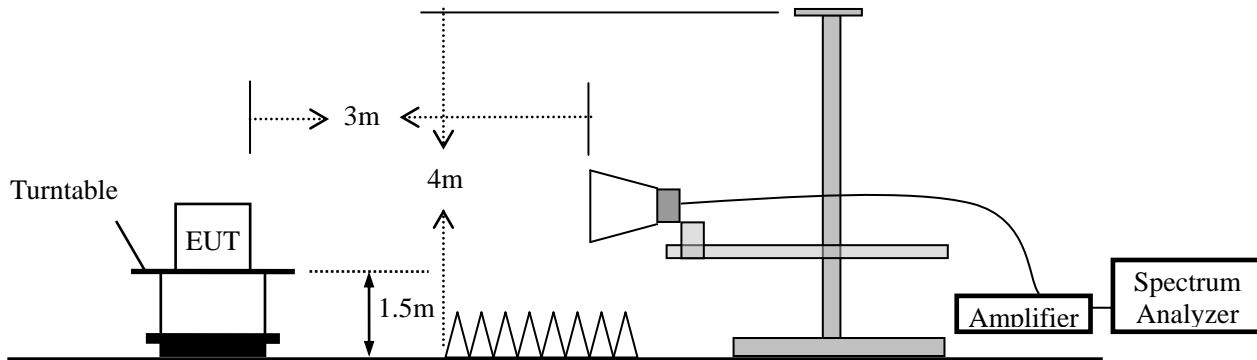 3m
4m
Turntable
EUT
1.5m
Amplifier
Spectrum
Analyzer